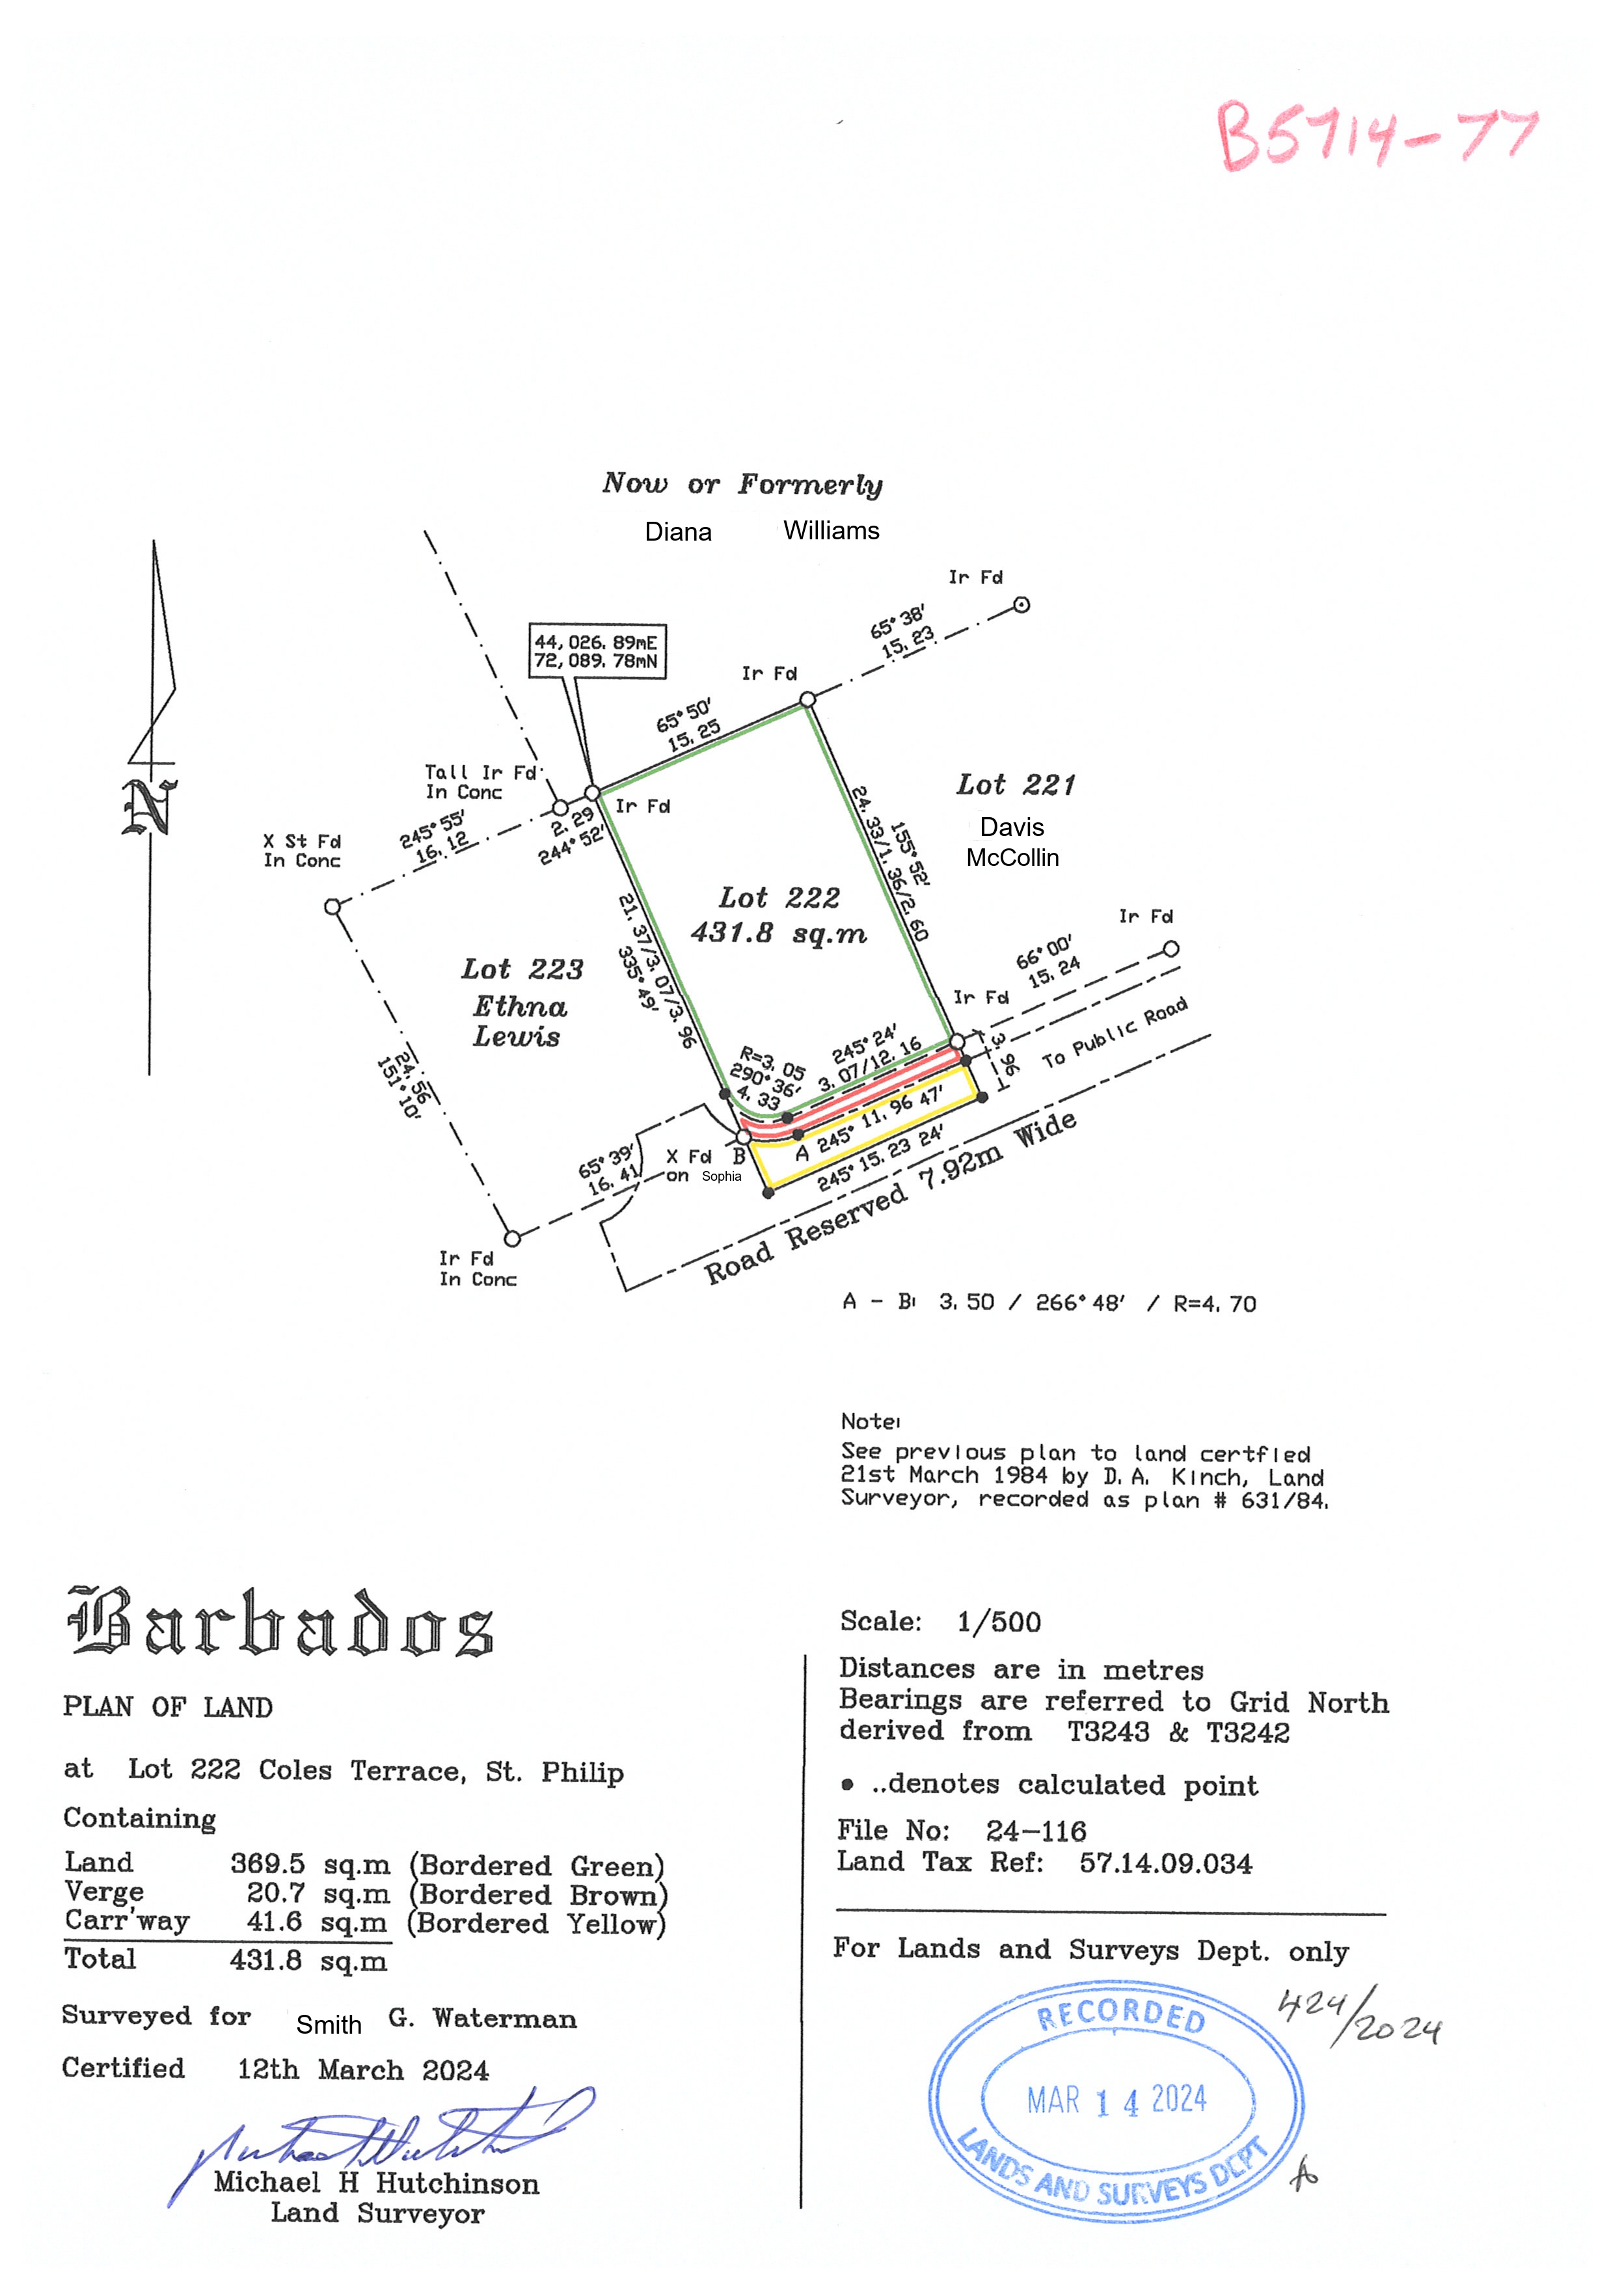 B5714-77
Now or Formerly
Diana Williams
Ir Fd
65°38'
15.23
44,026.89mE
72,089.78mN
Ir Fd
65°50'
15.25
Tall Ir Fd
In Conc
Ir Fd
2.29
244°52'
245°55'
16.12
X St Fd
In Conc
Lot 221
Davis
McCollin
155°52'
24.33/1.36/2.60
Lot 222
431.8 sq.m
21.37/3.07/3.96
335°49'
Lot 223
Ethna
Lewis
Ir Fd
66°00'
15.24
Ir Fd
3.96
To Public Road
245°24'
3.07/12.16
R=3.05
290°36'
4.33
24.56
151°10'
A 245° 11.96 47'
245° 15.23 24'
B
X Fd
on Sophia
65°39'
16.41
Road Reserved 7.92m Wide
Ir Fd
In Conc
N
A - B: 3.50 / 266°48' / R=4.70
Note:
See previous plan to land certfied
21st March 1984 by D.A. Kinch, Land
Surveyor, recorded as plan # 631/84.
Barbados
PLAN OF LAND
at Lot 222 Coles Terrace, St. Philip
Containing
Land 369.5 sq.m (Bordered Green)
Verge 20.7 sq.m (Bordered Brown)
Carr'way 41.6 sq.m (Bordered Yellow)
Total 431.8 sq.m
Surveyed for Smith G. Waterman
Certified 12th March 2024
Michael H Hutchinson
Land Surveyor
Scale: 1/500
Distances are in metres
Bearings are referred to Grid North
derived from T3243 & T3242
• ..denotes calculated point
File No: 24-116
Land Tax Ref: 57.14.09.034
For Lands and Surveys Dept. only
424/2024
RECORDED
MAR 14 2024
LANDS AND SURVEYS DEPT